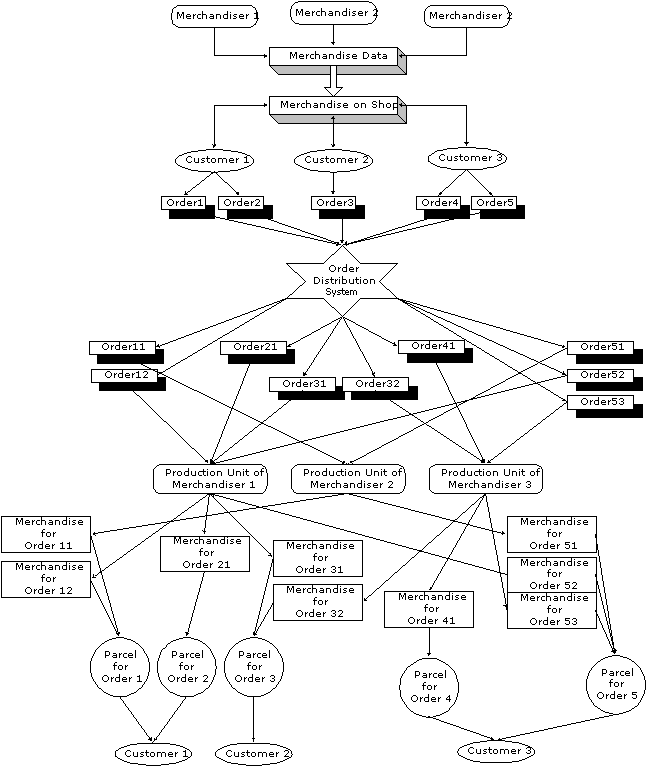 Merchandiser 1
Merchandiser 2
Merchandiser 2
Merchandise Data
Merchandise on Shop
Customer 1
Customer 2
Customer 3
Order1
Order2
Order3
Order4
Order5
Order
Distribution
System
Order11
Order21
Order41
Order51
Order12
Order31
Order32
Order52
Order53
Production Unit of
Merchandiser 1
Production Unit of
Merchandiser 2
Production Unit of
Merchandiser 3
Merchandise
for
Order 11
Merchandise
for
Order 21
Merchandise
for
Order 31
Merchandise
for
Order 51
Merchandise
for
Order 12
Merchandise
for
Order 32
Merchandise
for
Order 41
Merchandise
for
Order 52
Merchandise
for
Order 53
Parcel
for
Order 1
Parcel
for
Order 2
Parcel
for
Order 3
Parcel
for
Order 4
Parcel
for
Order 5
Customer 1
Customer 2
Customer 3